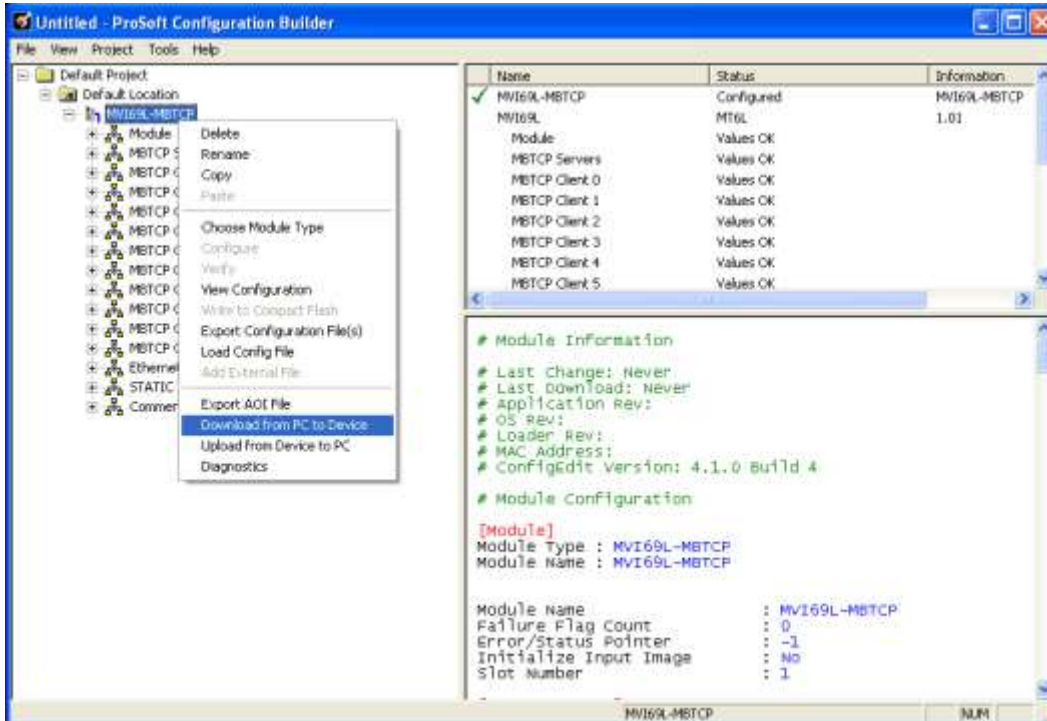 Untitled - ProSoft Configuration Builder
File View Project Tools Help
Default Project
Default Location
MVI69L-MBTCP
Module
MBTCP S
MBTCP C
MBTCP C
MBTCP C
MBTCP C
MBTCP C
MBTCP C
MBTCP C
MBTCP C
MBTCP C
MBTCP C
Ethernet
STATIC
Commer
Delete
Rename
Copy
Paste
Choose Module Type
Configure
Verify
View Configuration
Write to Compact Flash
Export Configuration File(s)
Load Config File
Add External File
Export AOI File
Download from PC to Device
Upload from Device to PC
Diagnostics
Name Status Information
MVI69L-MBTCP Configured MVI69L-MBTCP
MVI69L MT6L 1.01
Module Values OK
MBTCP Servers Values OK
MBTCP Client 0 Values OK
MBTCP Client 1 Values OK
MBTCP Client 2 Values OK
MBTCP Client 3 Values OK
MBTCP Client 4 Values OK
MBTCP Client 5 Values OK
# Module Information
# Last Change: Never
# Last Download: Never
# Application Rev:
# OS Rev:
# Loader Rev:
# MAC Address:
# ConfigEdit Version: 4.1.0 Build 4
# Module Configuration
[Module]
Module Type : MVI69L-MBTCP
Module Name : MVI69L-MBTCP
Module Name : MVI69L-MBTCP
Failure Flag Count : 0
Error/Status Pointer : -1
Initialize Input Image : No
Slot Number : 1
MVI69L-MBTCP NUM